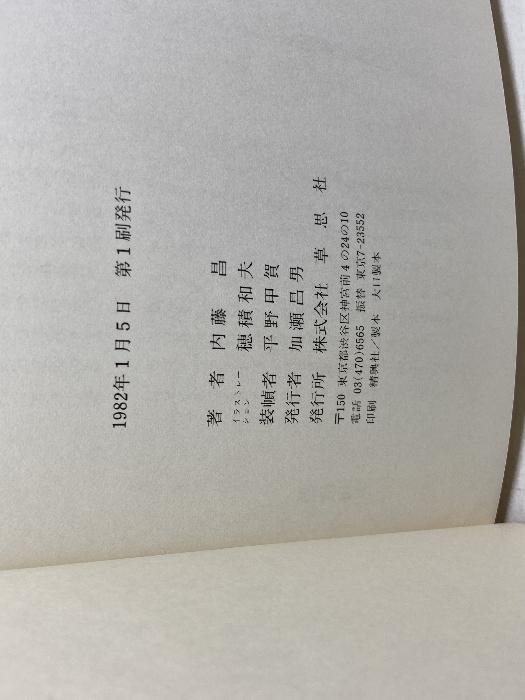 1982年1月5日　第1刷発行
著　者　内藤　昌
イラストレーション　穂積和夫
装幀者　平野甲賀
発行者　加瀬昌男
発行所　株式会社　草　思　社
〒150　東京都渋谷区神宮前4の24の10
電話　03(470)6565　振替　東京7-23552
印刷　精興社／製本　大口製本